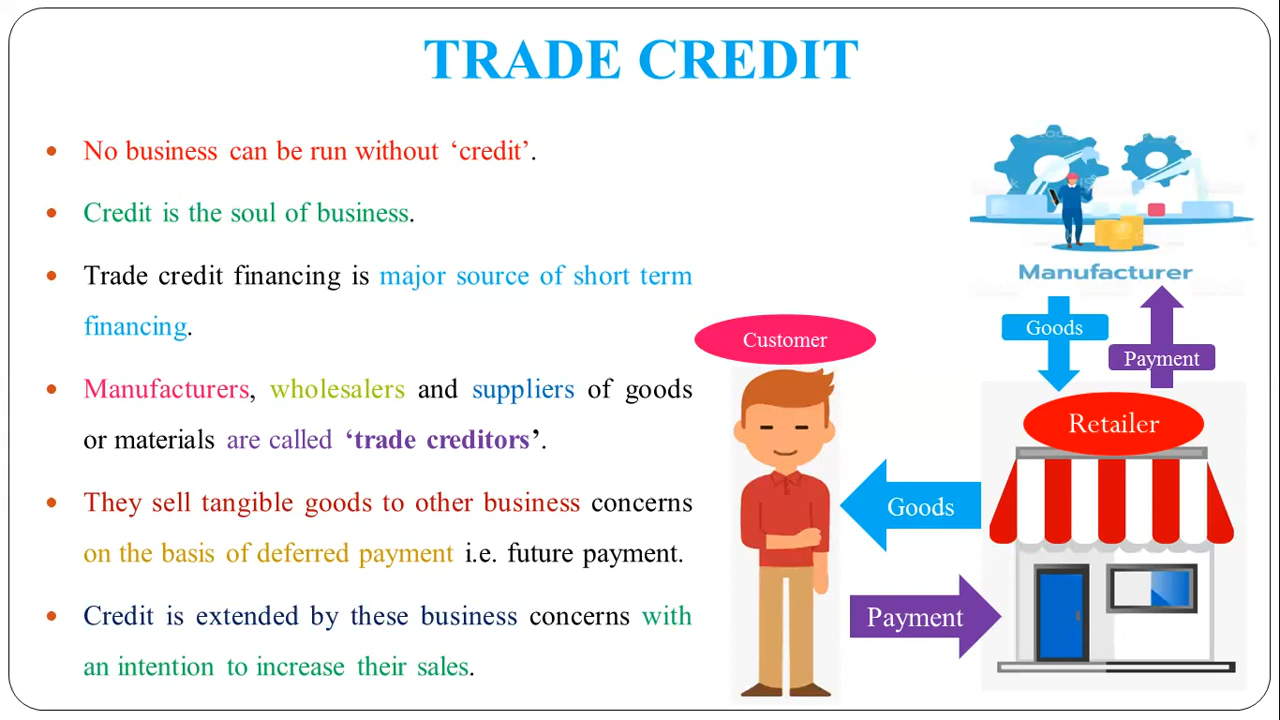 TRADE CREDIT
• No business can be run without ‘credit’.
• Credit is the soul of business.
• Trade credit financing is major source of short term
financing.
• Manufacturers, wholesalers and suppliers of goods
or materials are called ‘trade creditors’.
• They sell tangible goods to other business concerns
on the basis of deferred payment i.e. future payment.
• Credit is extended by these business concerns with
an intention to increase their sales.
Manufacturer
Goods
Payment
Customer
Retailer
Goods
Payment